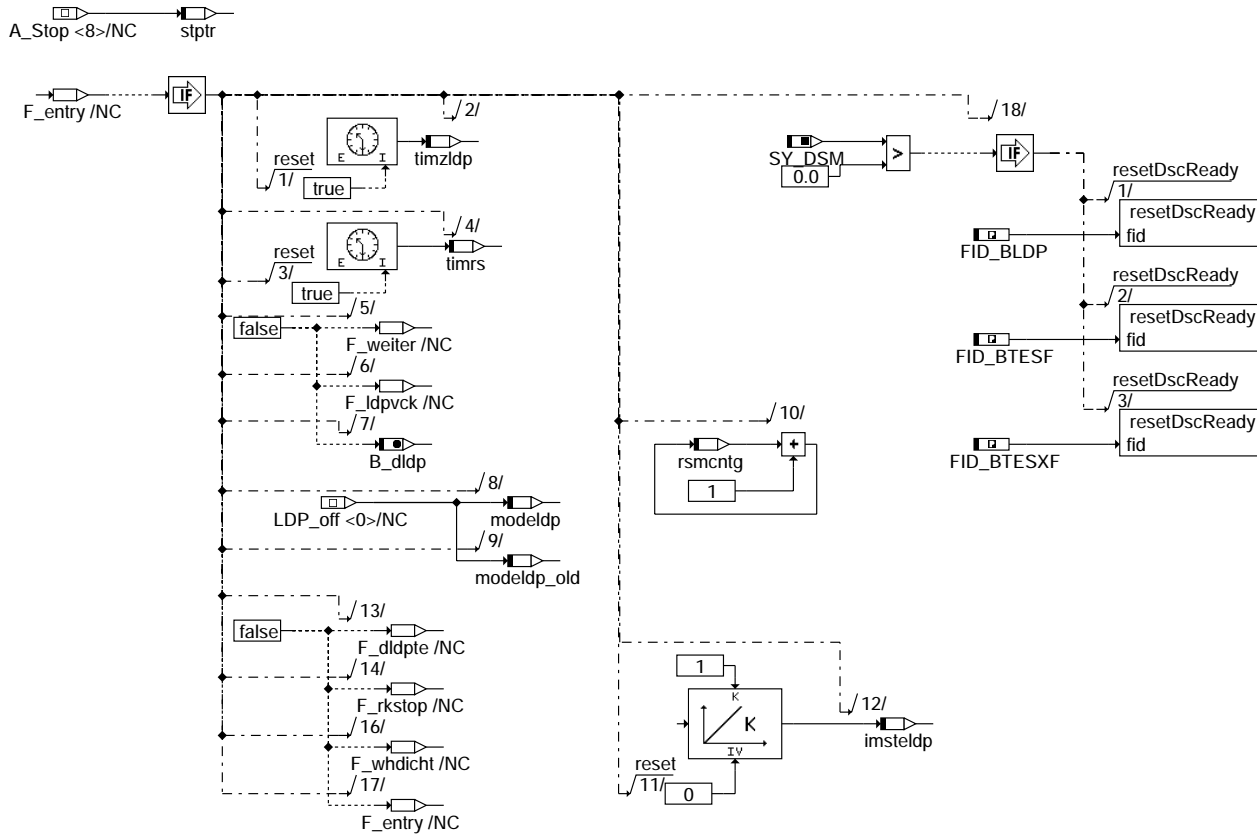 A_Stop <8>/NC
stptr
F_entry /NC
IF
2/
18/
E I
timzldp
reset
1/
true
SY_DSM
0.0
>
IF
resetDscReady
1/
resetDscReady
fid
FID_BLDP
4/
E I
timrs
reset
3/
true
resetDscReady
2/
resetDscReady
fid
FID_BTESF
5/
false
F_weiter /NC
6/
F_ldpvck /NC
7/
B_dldp
resetDscReady
3/
resetDscReady
fid
FID_BTESXF
10/
rsmcntg
+
1
8/
LDP_off <0>/NC
modeldp
9/
modeldp_old
13/
false
F_dldpte /NC
14/
F_rkstop /NC
16/
F_whdicht /NC
17/
F_entry /NC
1
K
K
IV
12/
imsteldp
reset
11/
0